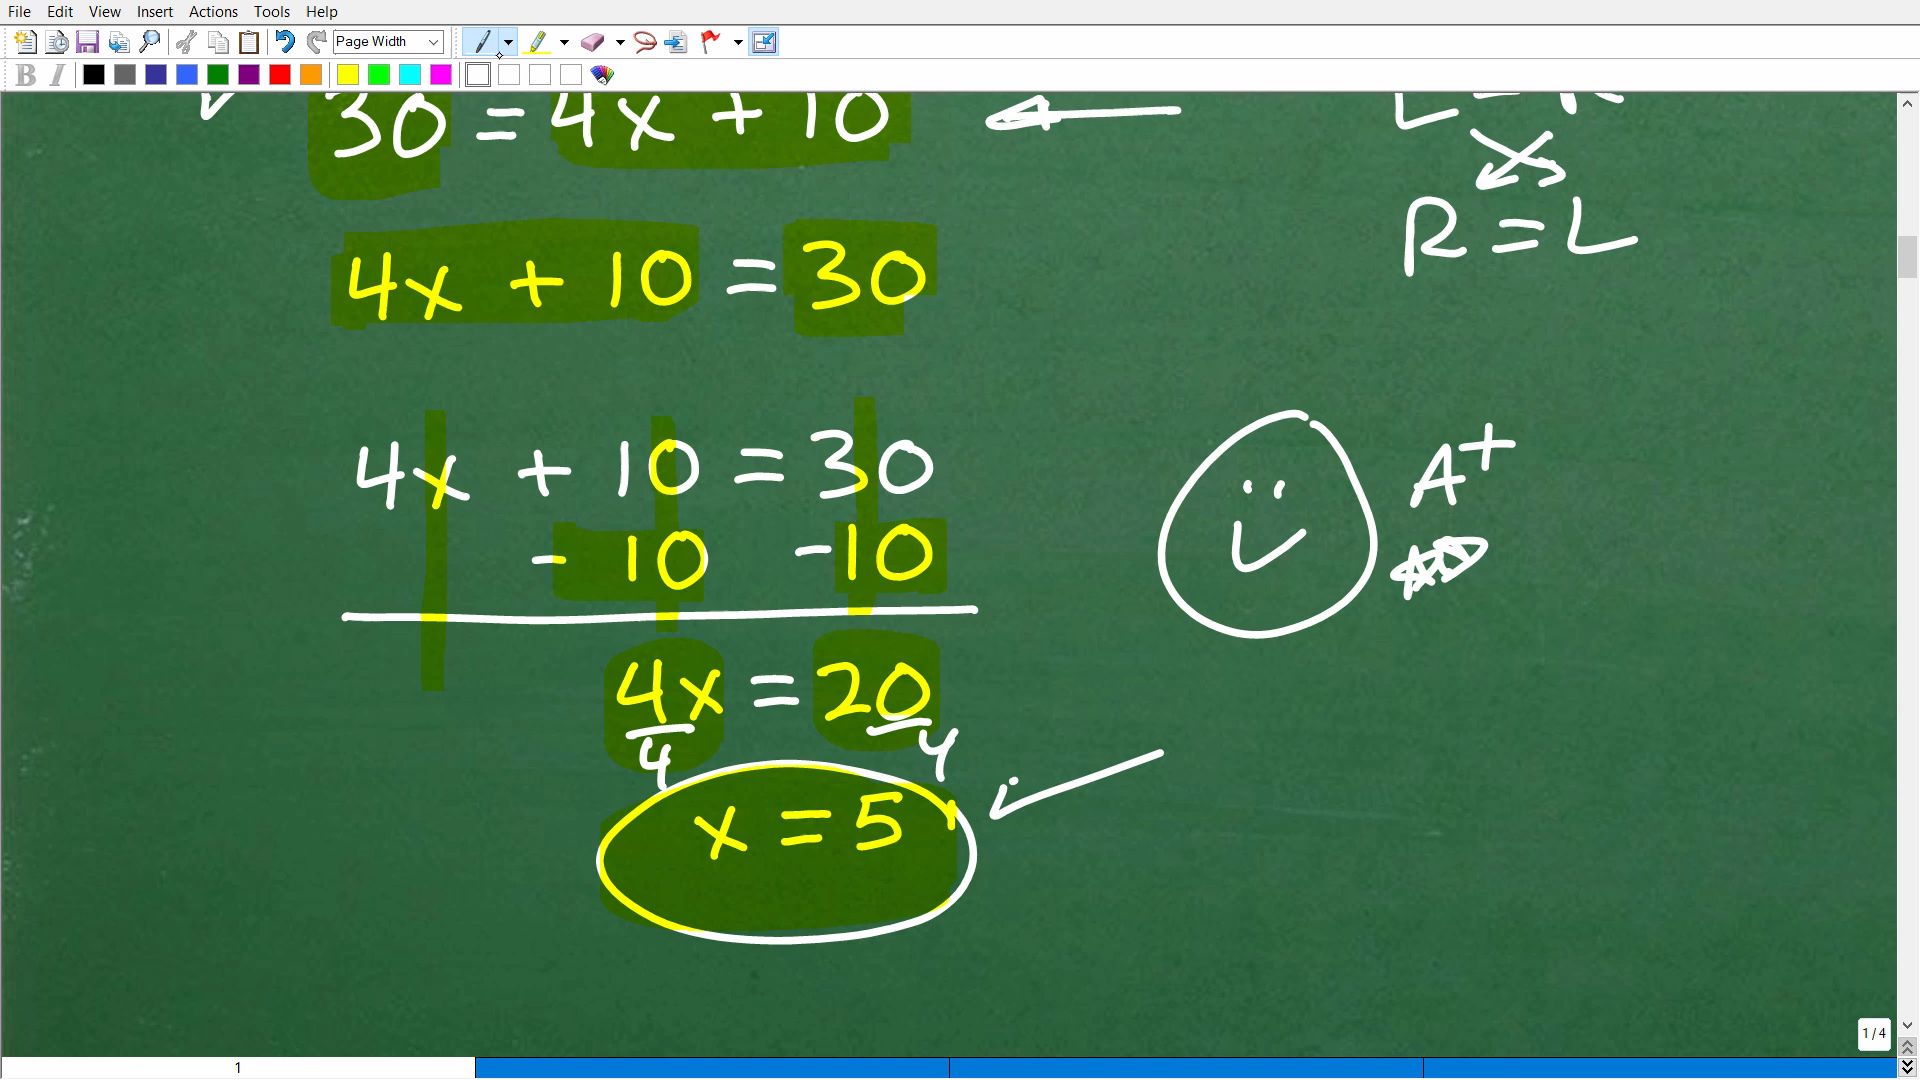 File Edit View Insert Actions Tools Help
Page Width
B I
30 = 4x + 10
L = R
R = L
4x + 10 = 30
4x + 10 = 30
- 10 -10
A+
4x = 20
4 4
x = 5
1 / 4
1